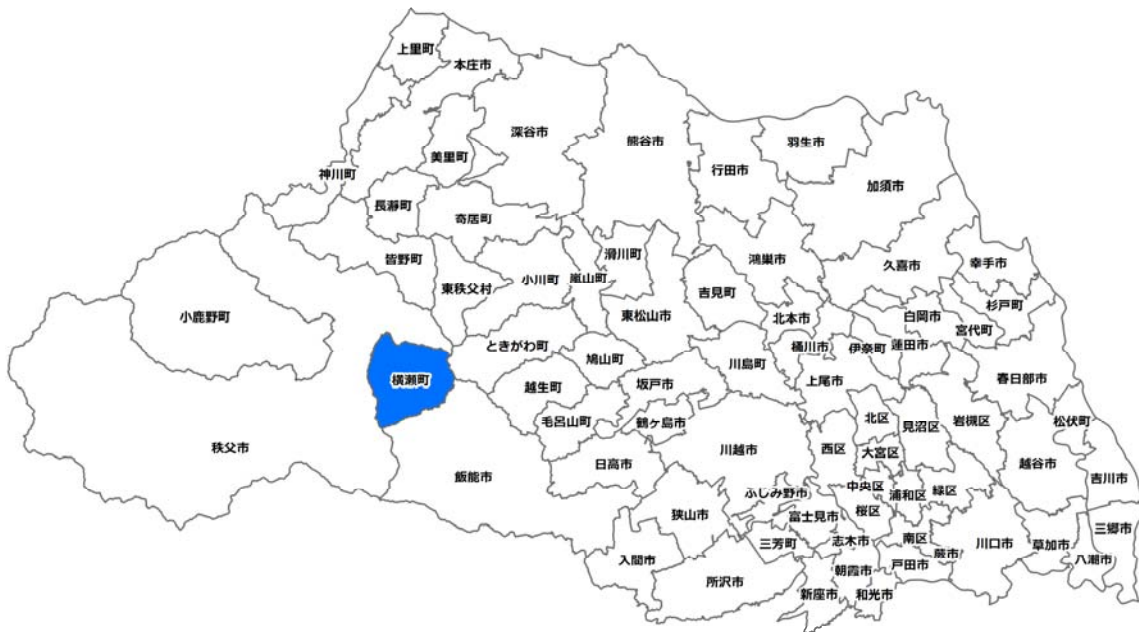 上里町
本庄市
深谷市
熊谷市
羽生市
行田市
加須市
美里町
神川町
長瀞町
寄居町
滑川町
鴻巣市
久喜市
幸手市
皆野町
東秩父村
小川町
嵐山町
吉見町
杉戸町
小鹿野町
東松山市
北本市
白岡市
宮代町
ときがわ町
鳩山町
川島町
桶川市
伊奈町
蓮田市
横瀬町
越生町
坂戸市
上尾市
春日部市
毛呂山町
鶴ヶ島市
北区
見沼区
岩槻区
松伏町
秩父市
飯能市
日高市
川越市
西区
大宮区
越谷市
吉川市
ふじみ野市
中央区
浦和区
緑区
狭山市
富士見市
桜区
三郷市
入間市
三芳町
志木市
南区
蕨市
川口市
草加市
八潮市
所沢市
朝霞市
戸田市
新座市
和光市